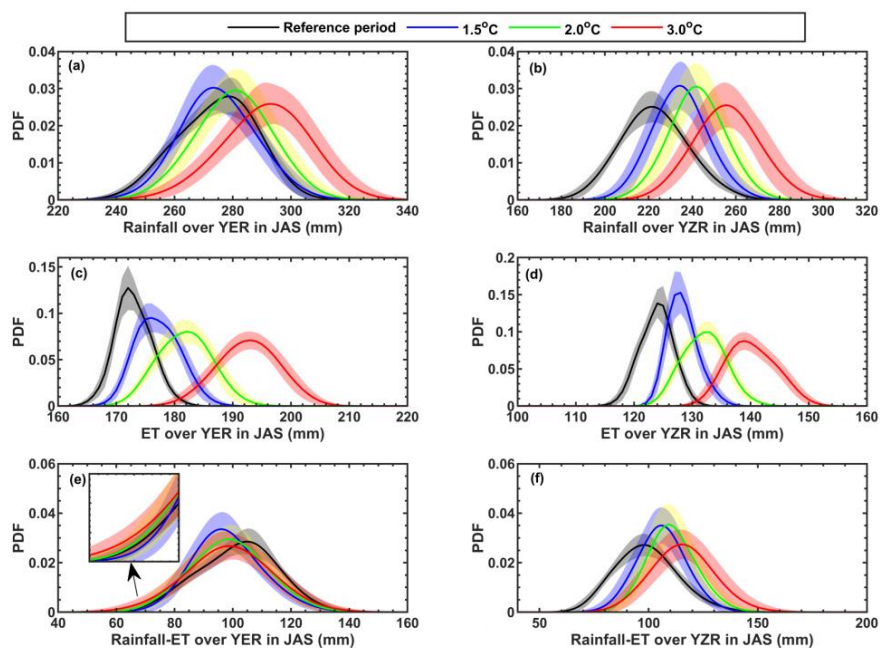 Reference period 1.5°C 2.0°C 3.0°C
(a)
PDF
0.04
0.03
0.02
0.01
0
220 240 260 280 300 320 340
Rainfall over YER in JAS (mm)
(b)
PDF
0.04
0.03
0.02
0.01
0
160 180 200 220 240 260 280 300 320
Rainfall over YZR in JAS (mm)
(c)
PDF
0.15
0.1
0.05
0
160 170 180 190 200 210 220
ET over YER in JAS (mm)
(d)
PDF
0.2
0.15
0.1
0.05
0
100 110 120 130 140 150 160
ET over YZR in JAS (mm)
(e)
PDF
0.06
0.04
0.02
0
40 60 80 100 120 140 160
Rainfall-ET over YER in JAS (mm)
(f)
PDF
0.06
0.04
0.02
0
50 100 150 200
Rainfall-ET over YZR in JAS (mm)